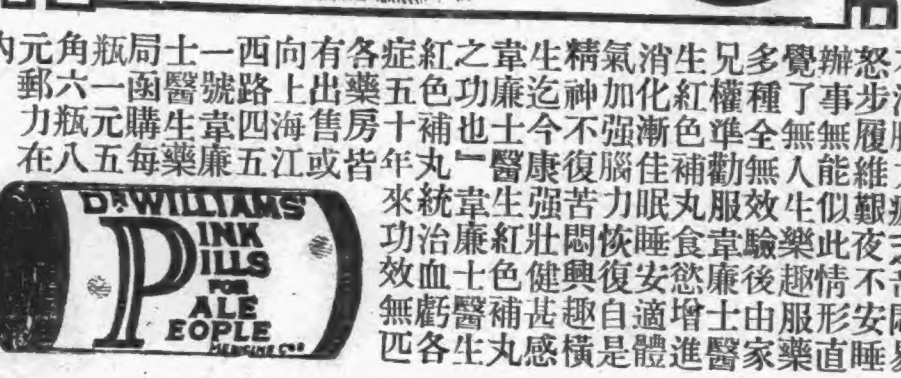 怒步履維艱夜不安睡
辦事無能似此情形直
覺了無人生樂趣服藥
多種全無效驗後由家
兄權準勸服韋廉士醫
生紅色補丸食慾增進
消化漸佳眠睡安適體
氣加强腦力恢復自是
精神不復苦悶興趣橫
生迄今康强壯健甚感
韋廉士醫生紅色補丸
之功也『韋廉士醫生
紅色補丸統治血虧各
症五十年來功效無匹
各藥房皆
有出售或
向上海江
西路四五
一號韋廉
士醫生藥
局函購每
瓶一元五
角六瓶八
元郵力在
內
DR WILLIAMS'
PINK
PILLS
FOR
PALE
PEOPLE
MEDICINE Co